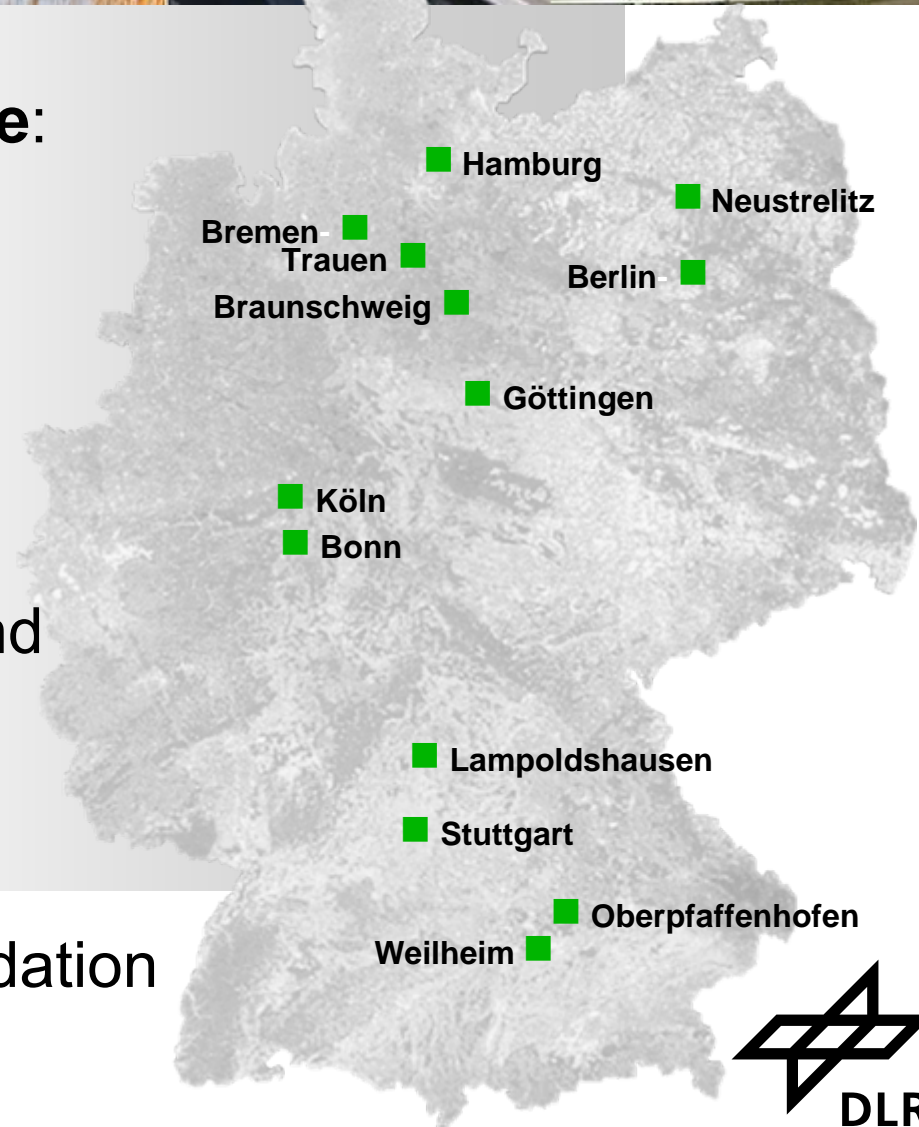 e:
Hamburg
Neustrelitz
Bremen-
Trauen
Berlin-
Braunschweig
Göttingen
Köln
Bonn
nd
Lampoldshausen
Stuttgart
Oberpfaffenhofen
Weilheim
dation
DLR